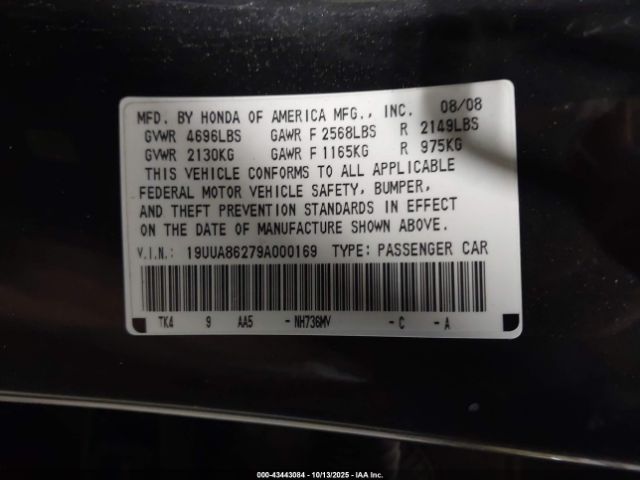 MFD. BY HONDA OF AMERICA MFG., INC. 08/08
GVWR 4696LBS GAWR F 2568LBS R 2149LBS
GVWR 2130KG GAWR F 1165KG R 975KG
THIS VEHICLE CONFORMS TO ALL APPLICABLE
FEDERAL MOTOR VEHICLE SAFETY, BUMPER,
AND THEFT PREVENTION STANDARDS IN EFFECT
ON THE DATE OF MANUFACTURE SHOWN ABOVE.
V.I.N.: 19UUA86279A000169 TYPE: PASSENGER CAR
TK4 9 AA5 - NH736MV - C - A
000-43443084 - 10/13/2025 - IAA Inc.